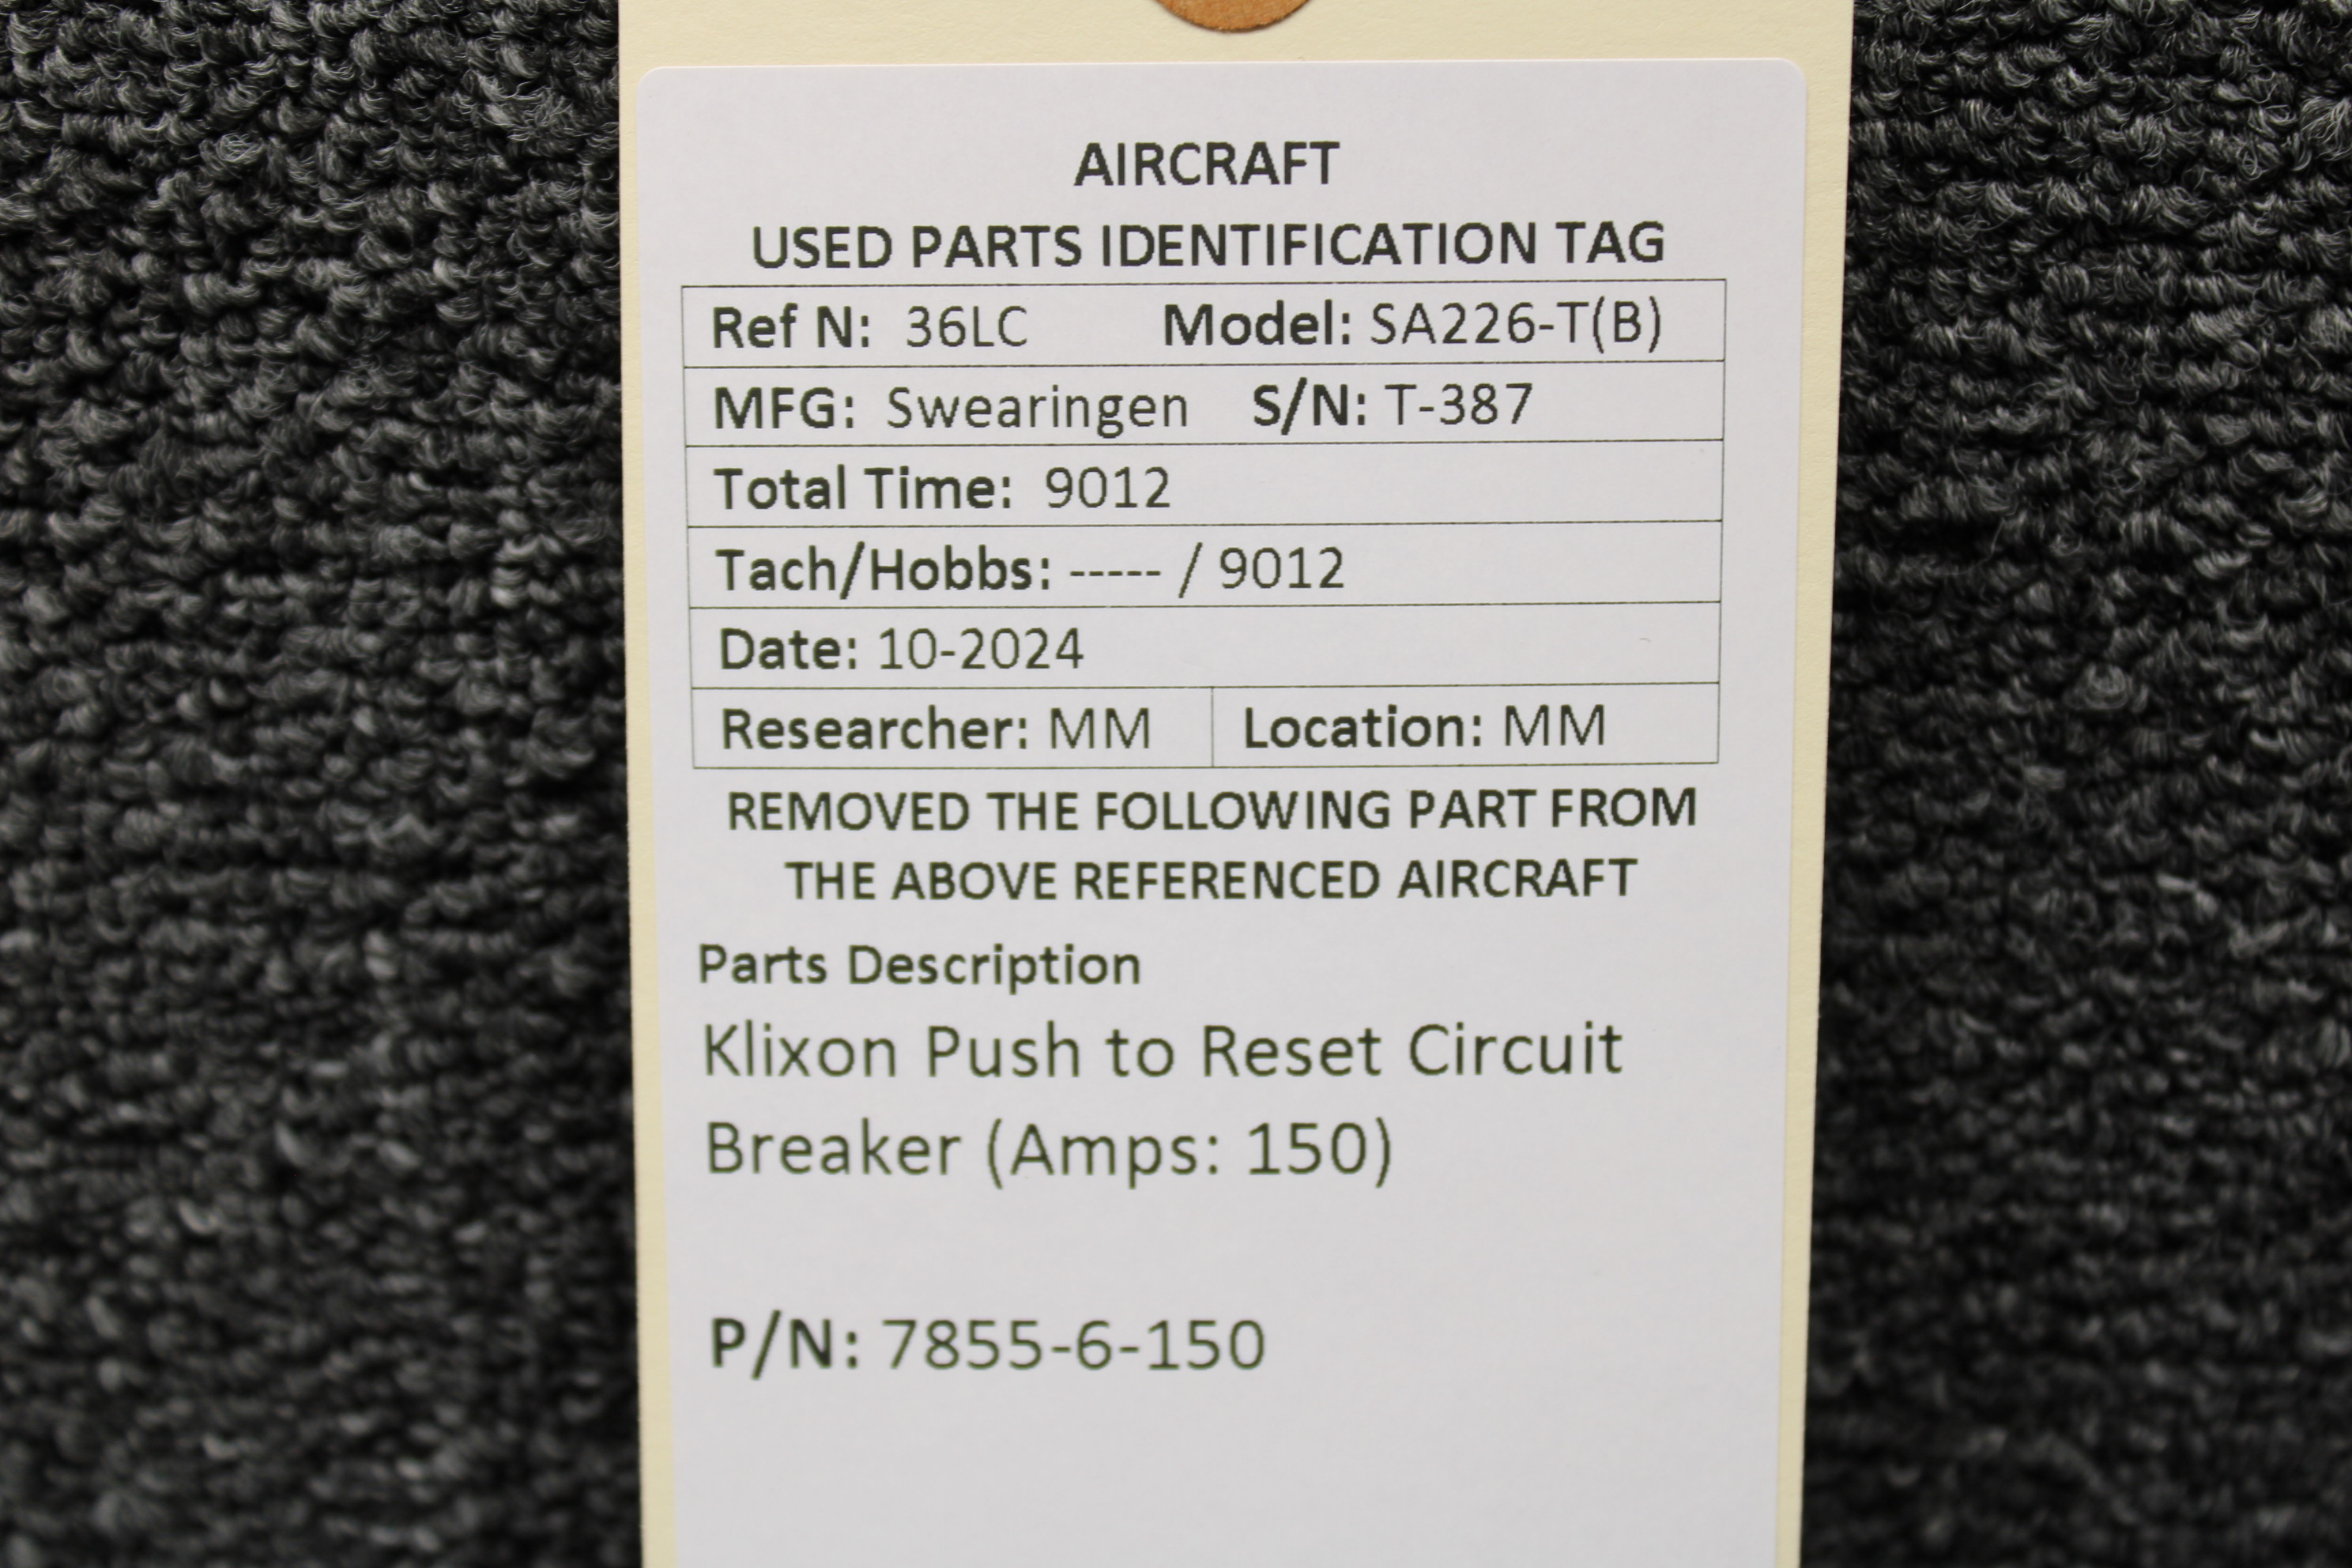 AIRCRAFT
USED PARTS IDENTIFICATION TAG
Ref N: 36LC Model: SA226-T(B)
MFG: Swearingen S/N: T-387
Total Time: 9012
Tach/Hobbs: ----- / 9012
Date: 10-2024
Researcher: MM Location: MM
REMOVED THE FOLLOWING PART FROM
THE ABOVE REFERENCED AIRCRAFT
Parts Description
Klixon Push to Reset Circuit
Breaker (Amps: 150)
P/N: 7855-6-150